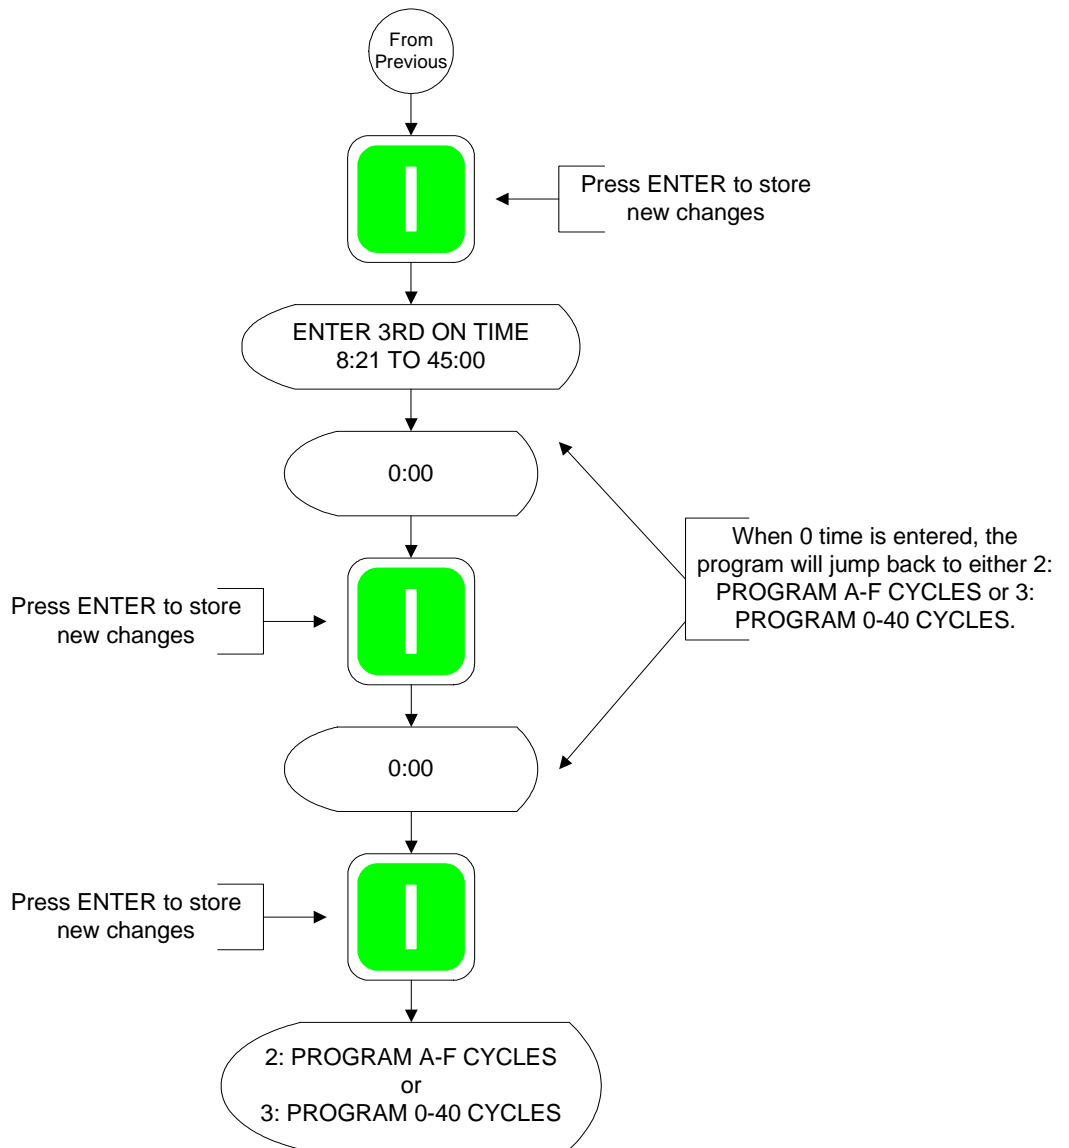 From
Previous
Press ENTER to store
new changes
ENTER 3RD ON TIME
8:21 TO 45:00
0:00
When 0 time is entered, the
program will jump back to either 2:
PROGRAM A-F CYCLES or 3:
PROGRAM 0-40 CYCLES.
Press ENTER to store
new changes
0:00
Press ENTER to store
new changes
2: PROGRAM A-F CYCLES
or
3: PROGRAM 0-40 CYCLES